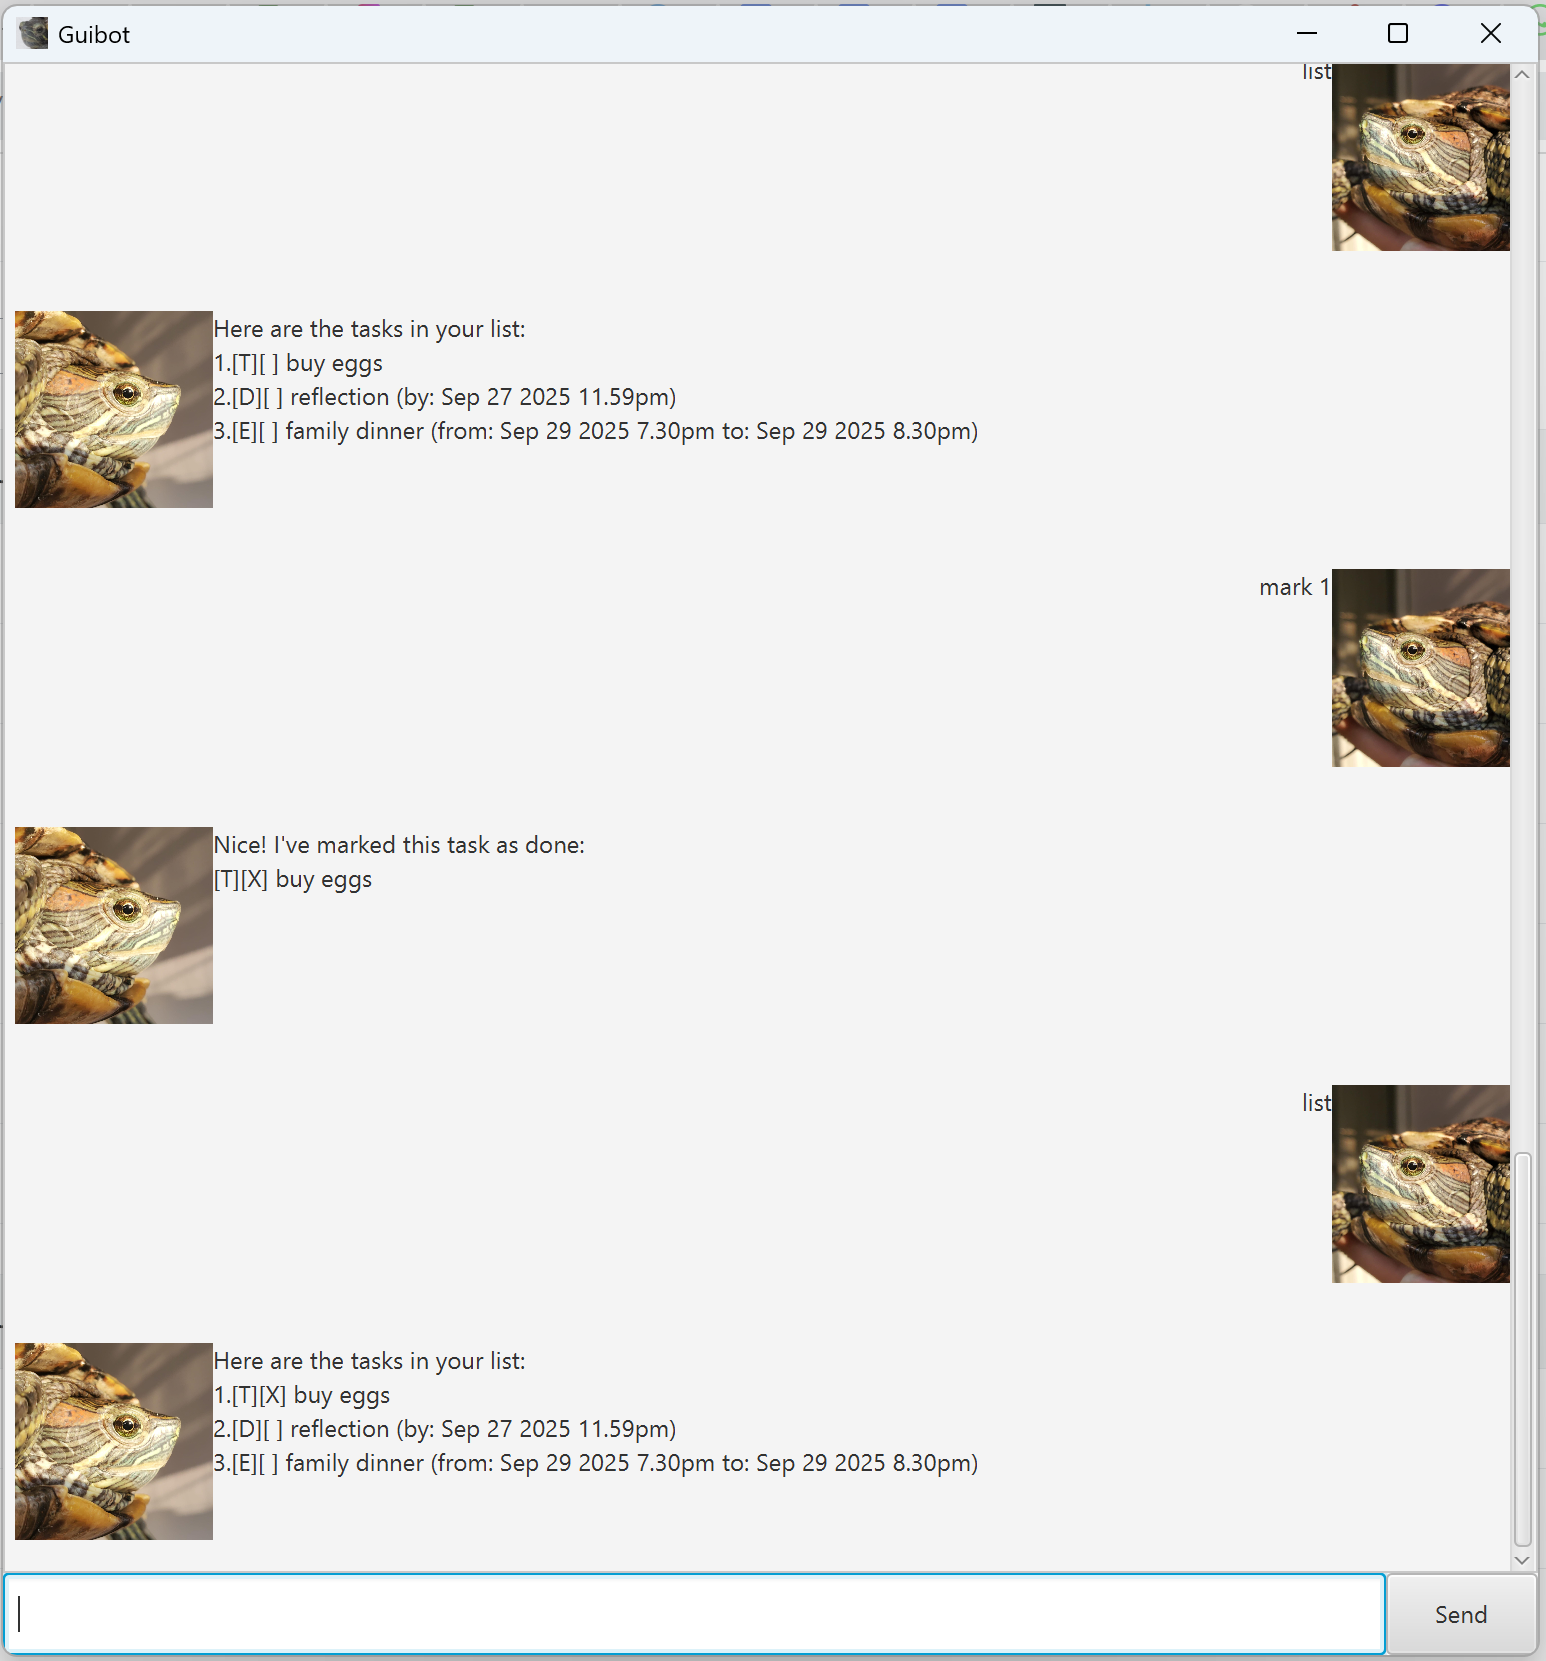 Guibot
list
Here are the tasks in your list:
1.[T][ ] buy eggs
2.[D][ ] reflection (by: Sep 27 2025 11.59pm)
3.[E][ ] family dinner (from: Sep 29 2025 7.30pm to: Sep 29 2025 8.30pm)
mark 1
Nice! I've marked this task as done:
[T][X] buy eggs
list
Here are the tasks in your list:
1.[T][X] buy eggs
2.[D][ ] reflection (by: Sep 27 2025 11.59pm)
3.[E][ ] family dinner (from: Sep 29 2025 7.30pm to: Sep 29 2025 8.30pm)
Send